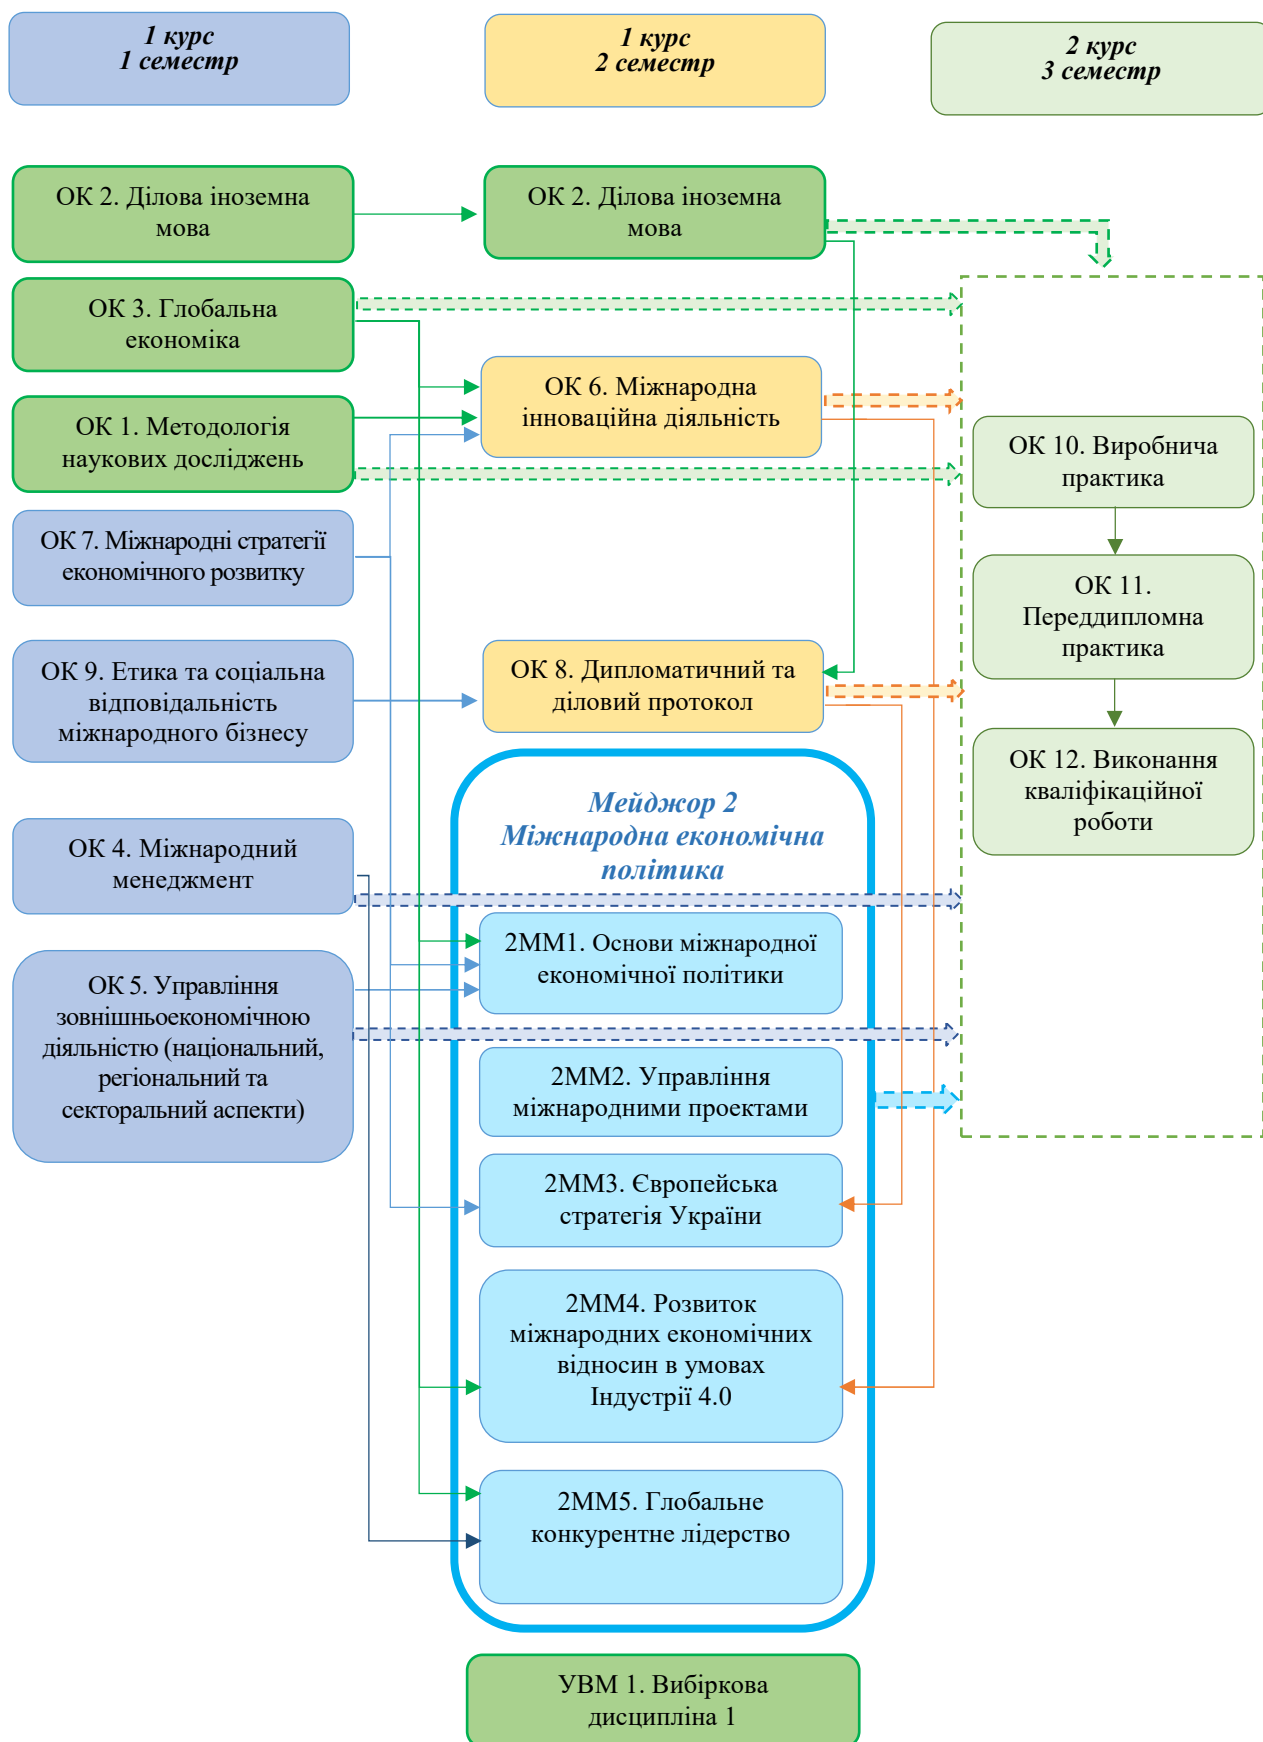 1 курс
1 семестр
1 курс
2 семестр
2 курс
3 семестр
ОК 2. Ділова іноземна
мова
ОК 2. Ділова іноземна
мова
ОК 3. Глобальна
економіка
ОК 6. Міжнародна
інноваційна діяльність
ОК 1. Методологія
наукових досліджень
ОК 10. Виробнича
практика
ОК 7. Міжнародні стратегії
економічного розвитку
ОК 11.
Переддипломна
практика
ОК 9. Етика та соціальна
відповідальність
міжнародного бізнесу
ОК 8. Дипломатичний та
діловий протокол
ОК 12. Виконання
кваліфікаційної
роботи
Мейджор 2
Міжнародна економічна
політика
ОК 4. Міжнародний
менеджмент
2ММ1. Основи міжнародної
економічної політики
ОК 5. Управління
зовнішньоекономічною
діяльністю (національний,
регіональний та
секторальний аспекти)
2ММ2. Управління
міжнародними проектами
2ММ3. Європейська
стратегія України
2ММ4. Розвиток
міжнародних економічних
відносин в умовах
Індустрії 4.0
2ММ5. Глобальне
конкурентне лідерство
УВМ 1. Вибіркова
дисципліна 1